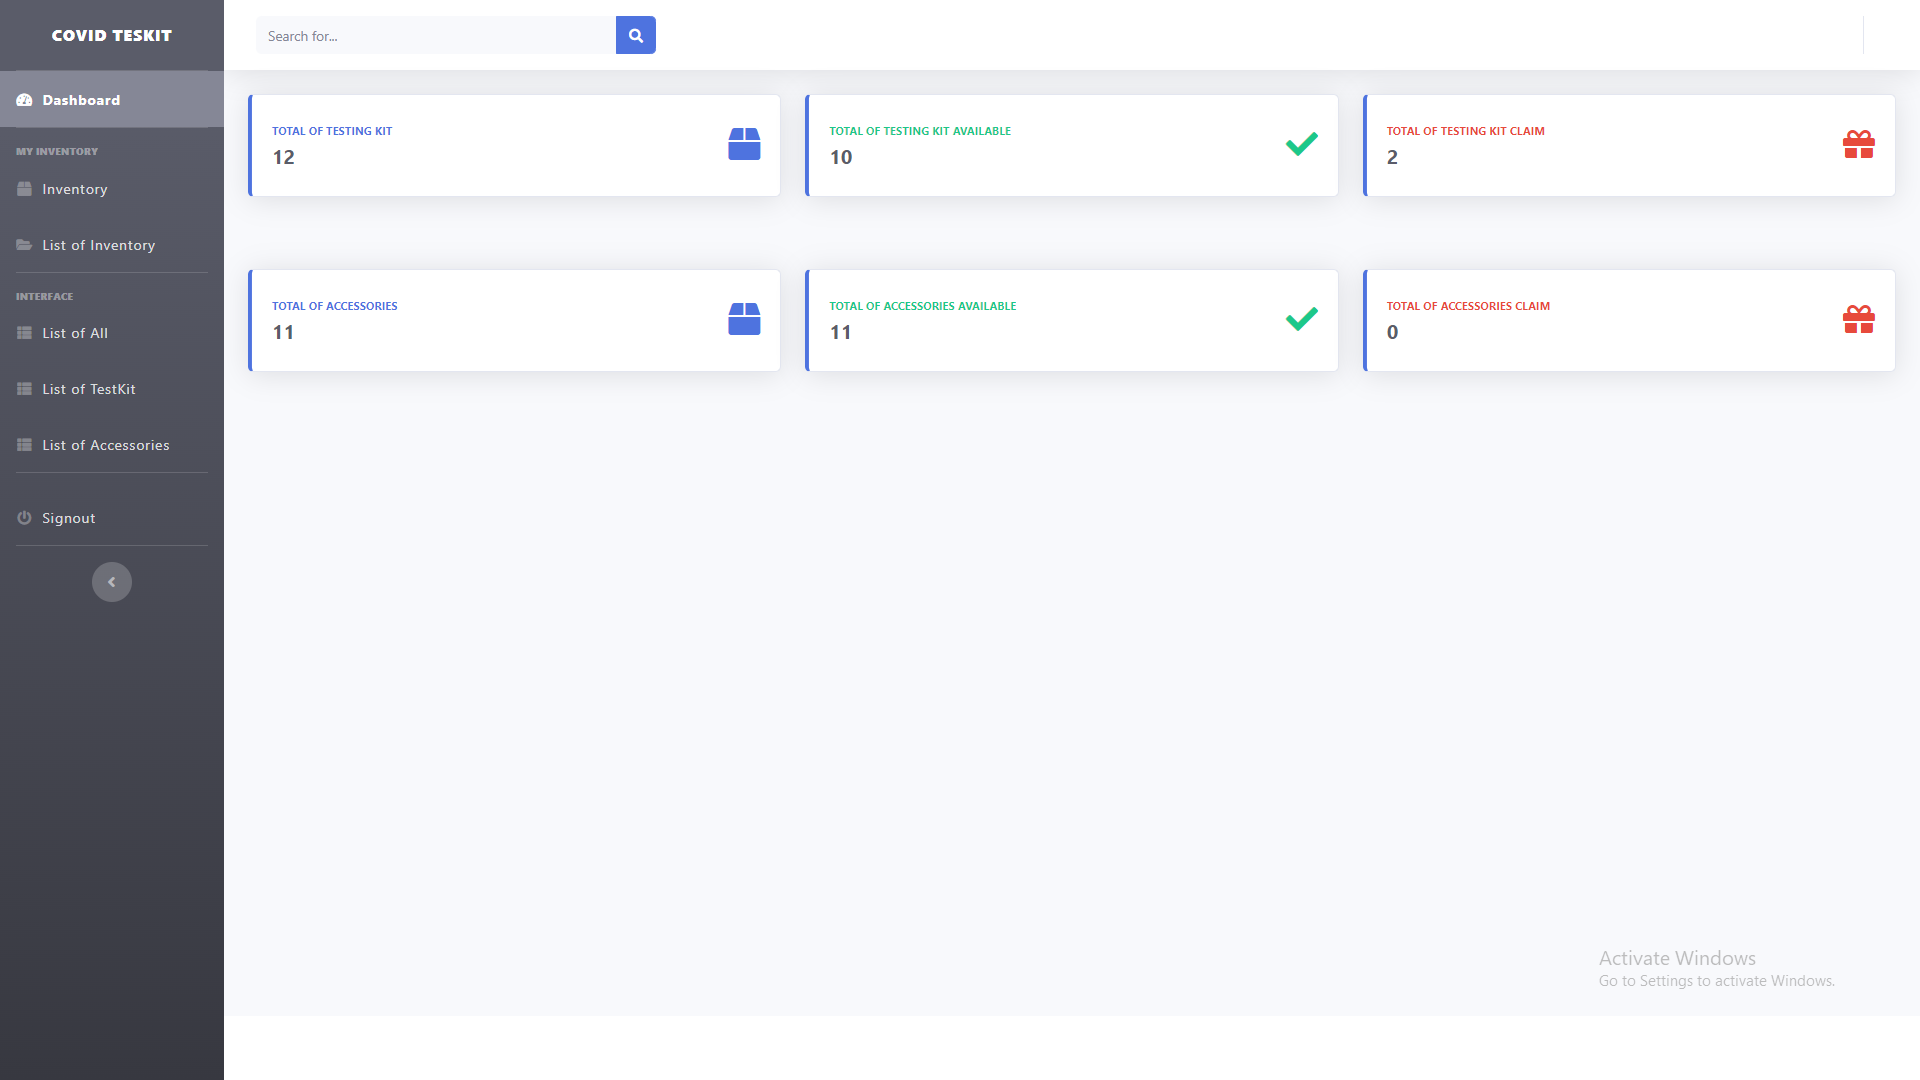 COVID TESKIT
Dashboard
MY INVENTORY
Inventory
List of Inventory
INTERFACE
List of All
List of TestKit
List of Accessories
Signout
Search for...
TOTAL OF TESTING KIT
12
TOTAL OF TESTING KIT AVAILABLE
10
TOTAL OF TESTING KIT CLAIM
2
TOTAL OF ACCESSORIES
11
TOTAL OF ACCESSORIES AVAILABLE
11
TOTAL OF ACCESSORIES CLAIM
0
Activate Windows
Go to Settings to activate Windows.